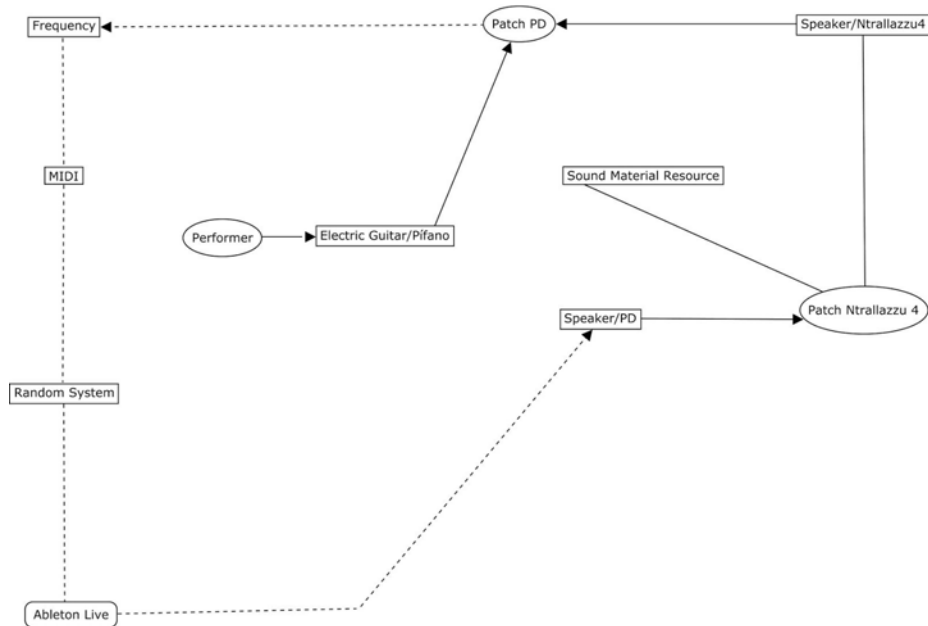 Frequency
Patch PD
Speaker/Ntrallazzu4
MIDI
Sound Material Resource
Performer
Electric Guitar/Pífano
Speaker/PD
Patch Ntrallazzu 4
Random System
Ableton Live